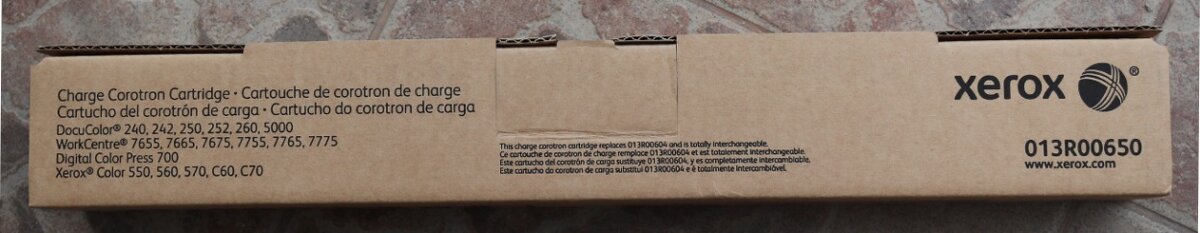 Charge Corotron Cartridge · Cartouche de corotron de charge
Cartucho del corotrón de carga · Cartucho do corotron de carga
DocuColor® 240, 242, 250, 252, 260, 5000
WorkCentre® 7655, 7665, 7675, 7755, 7765, 7775
Digital Color Press 700
Xerox® Color 550, 560, 570, C60, C70
This charge corotron cartridge replaces 013R00604 and is totally interchangeable.
Ce cartouche de corotron de charge remplace 013R00604 et est totalement interchangeable.
Este cartucho del corotrón de carga sustituye 013R00604, y es completamente intercambiable.
Este cartucho do corotron de carga substitui 013R00604 e é totalmente intercambiável.
xerox ®
013R00650
www.xerox.com